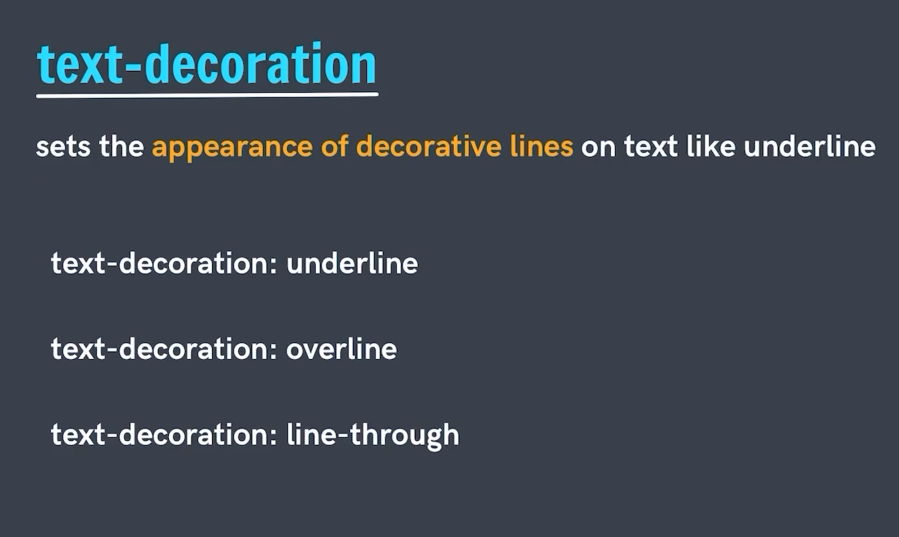 text-decoration
sets the appearance of decorative lines on text like underline
text-decoration: underline
text-decoration: overline
text-decoration: line-through